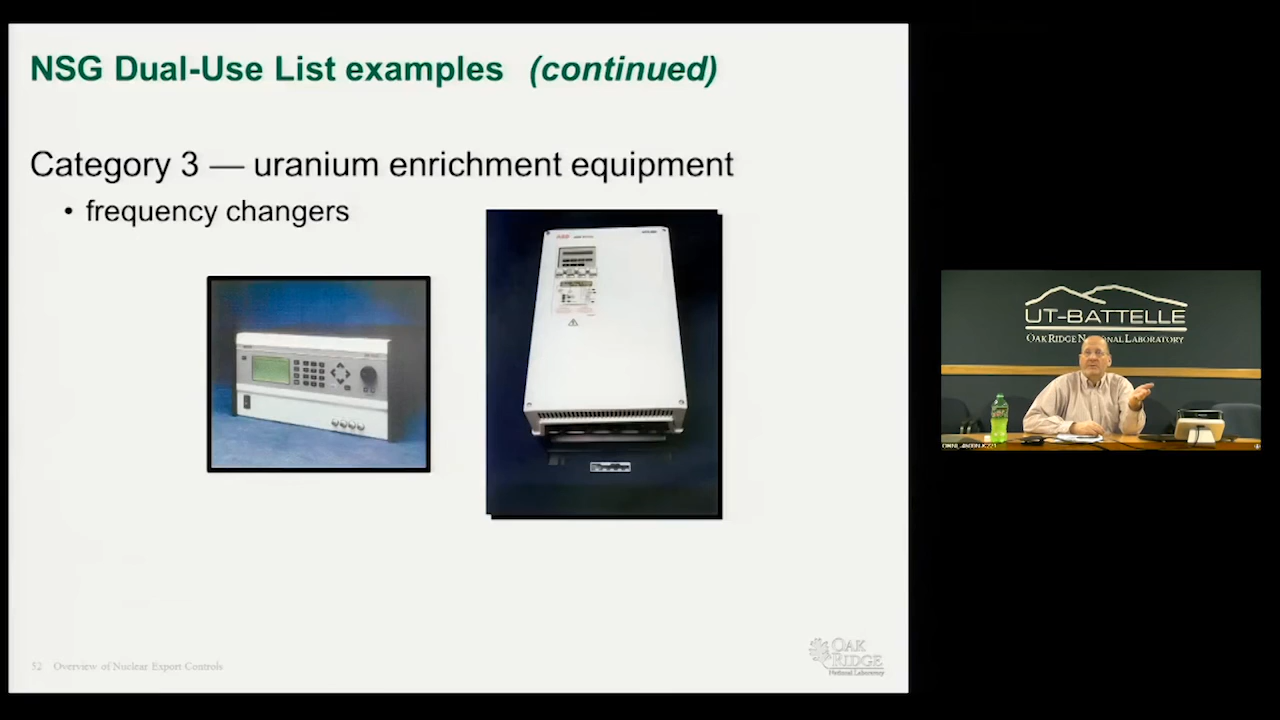 NSG Dual-Use List examples (continued)
Category 3 — uranium enrichment equipment
• frequency changers
ABB
52 Overview of Nuclear Export Controls
OAK
RIDGE
National Laboratory
UT-BATTELLE
OAK RIDGE NATIONAL LABORATORY